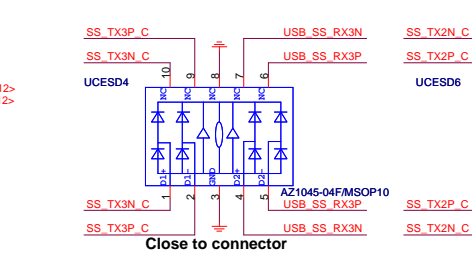 SS_TX3P_C USB_SS_RX3N SS_TX2N_C
SS_TX3N_C USB_SS_RX3P SS_TX2P_C
UCESD4 10 9 8 7 6 UCESD6
12>
12>
NC NC NC NC
D1+ D1- GND D2+ D2-
AZ1045-04F/MSOP10
1 2 3 4 5
SS_TX3N_C USB_SS_RX3P SS_TX2P_C
SS_TX3P_C USB_SS_RX3N SS_TX2N_C
Close to connector